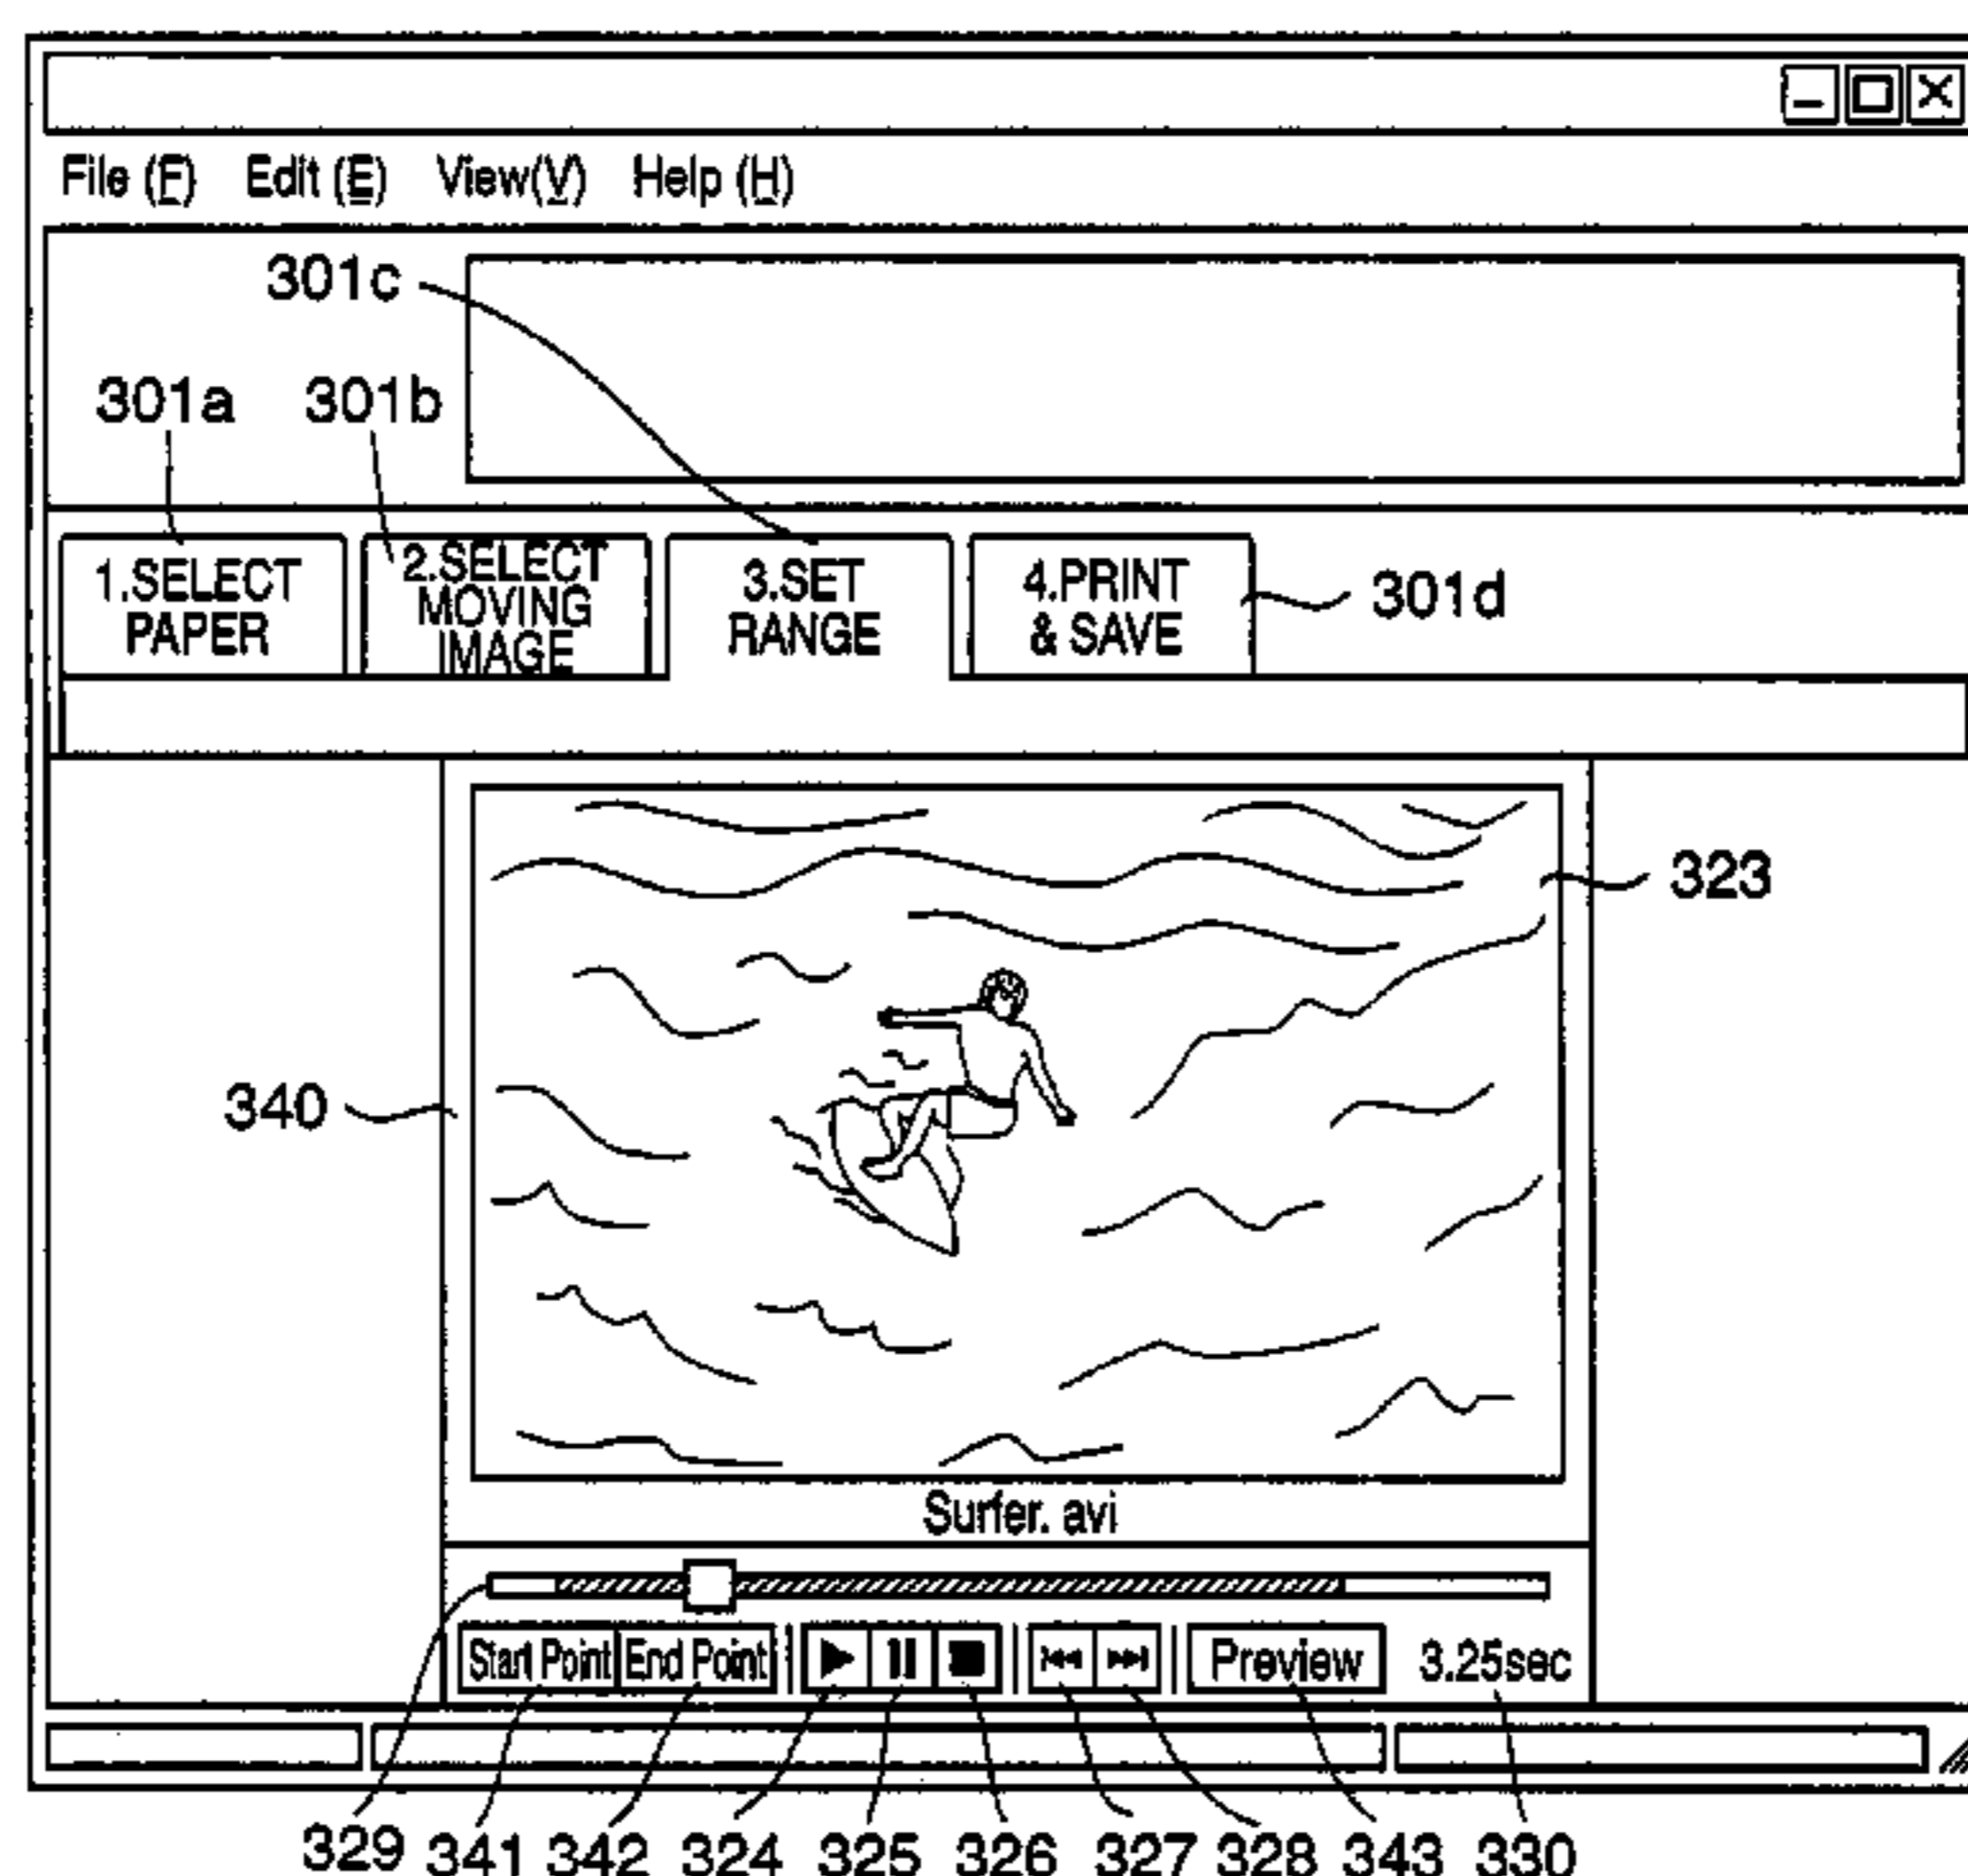 File (F) Edit (E) View(V) Help (H)
301c
301a 301b
1.SELECT
PAPER
2.SELECT
MOVING
IMAGE
3.SET
RANGE
4.PRINT
& SAVE
301d
323
340
Surfer. avi
Start Point End Point Preview 3.25sec
329 341 342 324 325 326 327 328 343 330